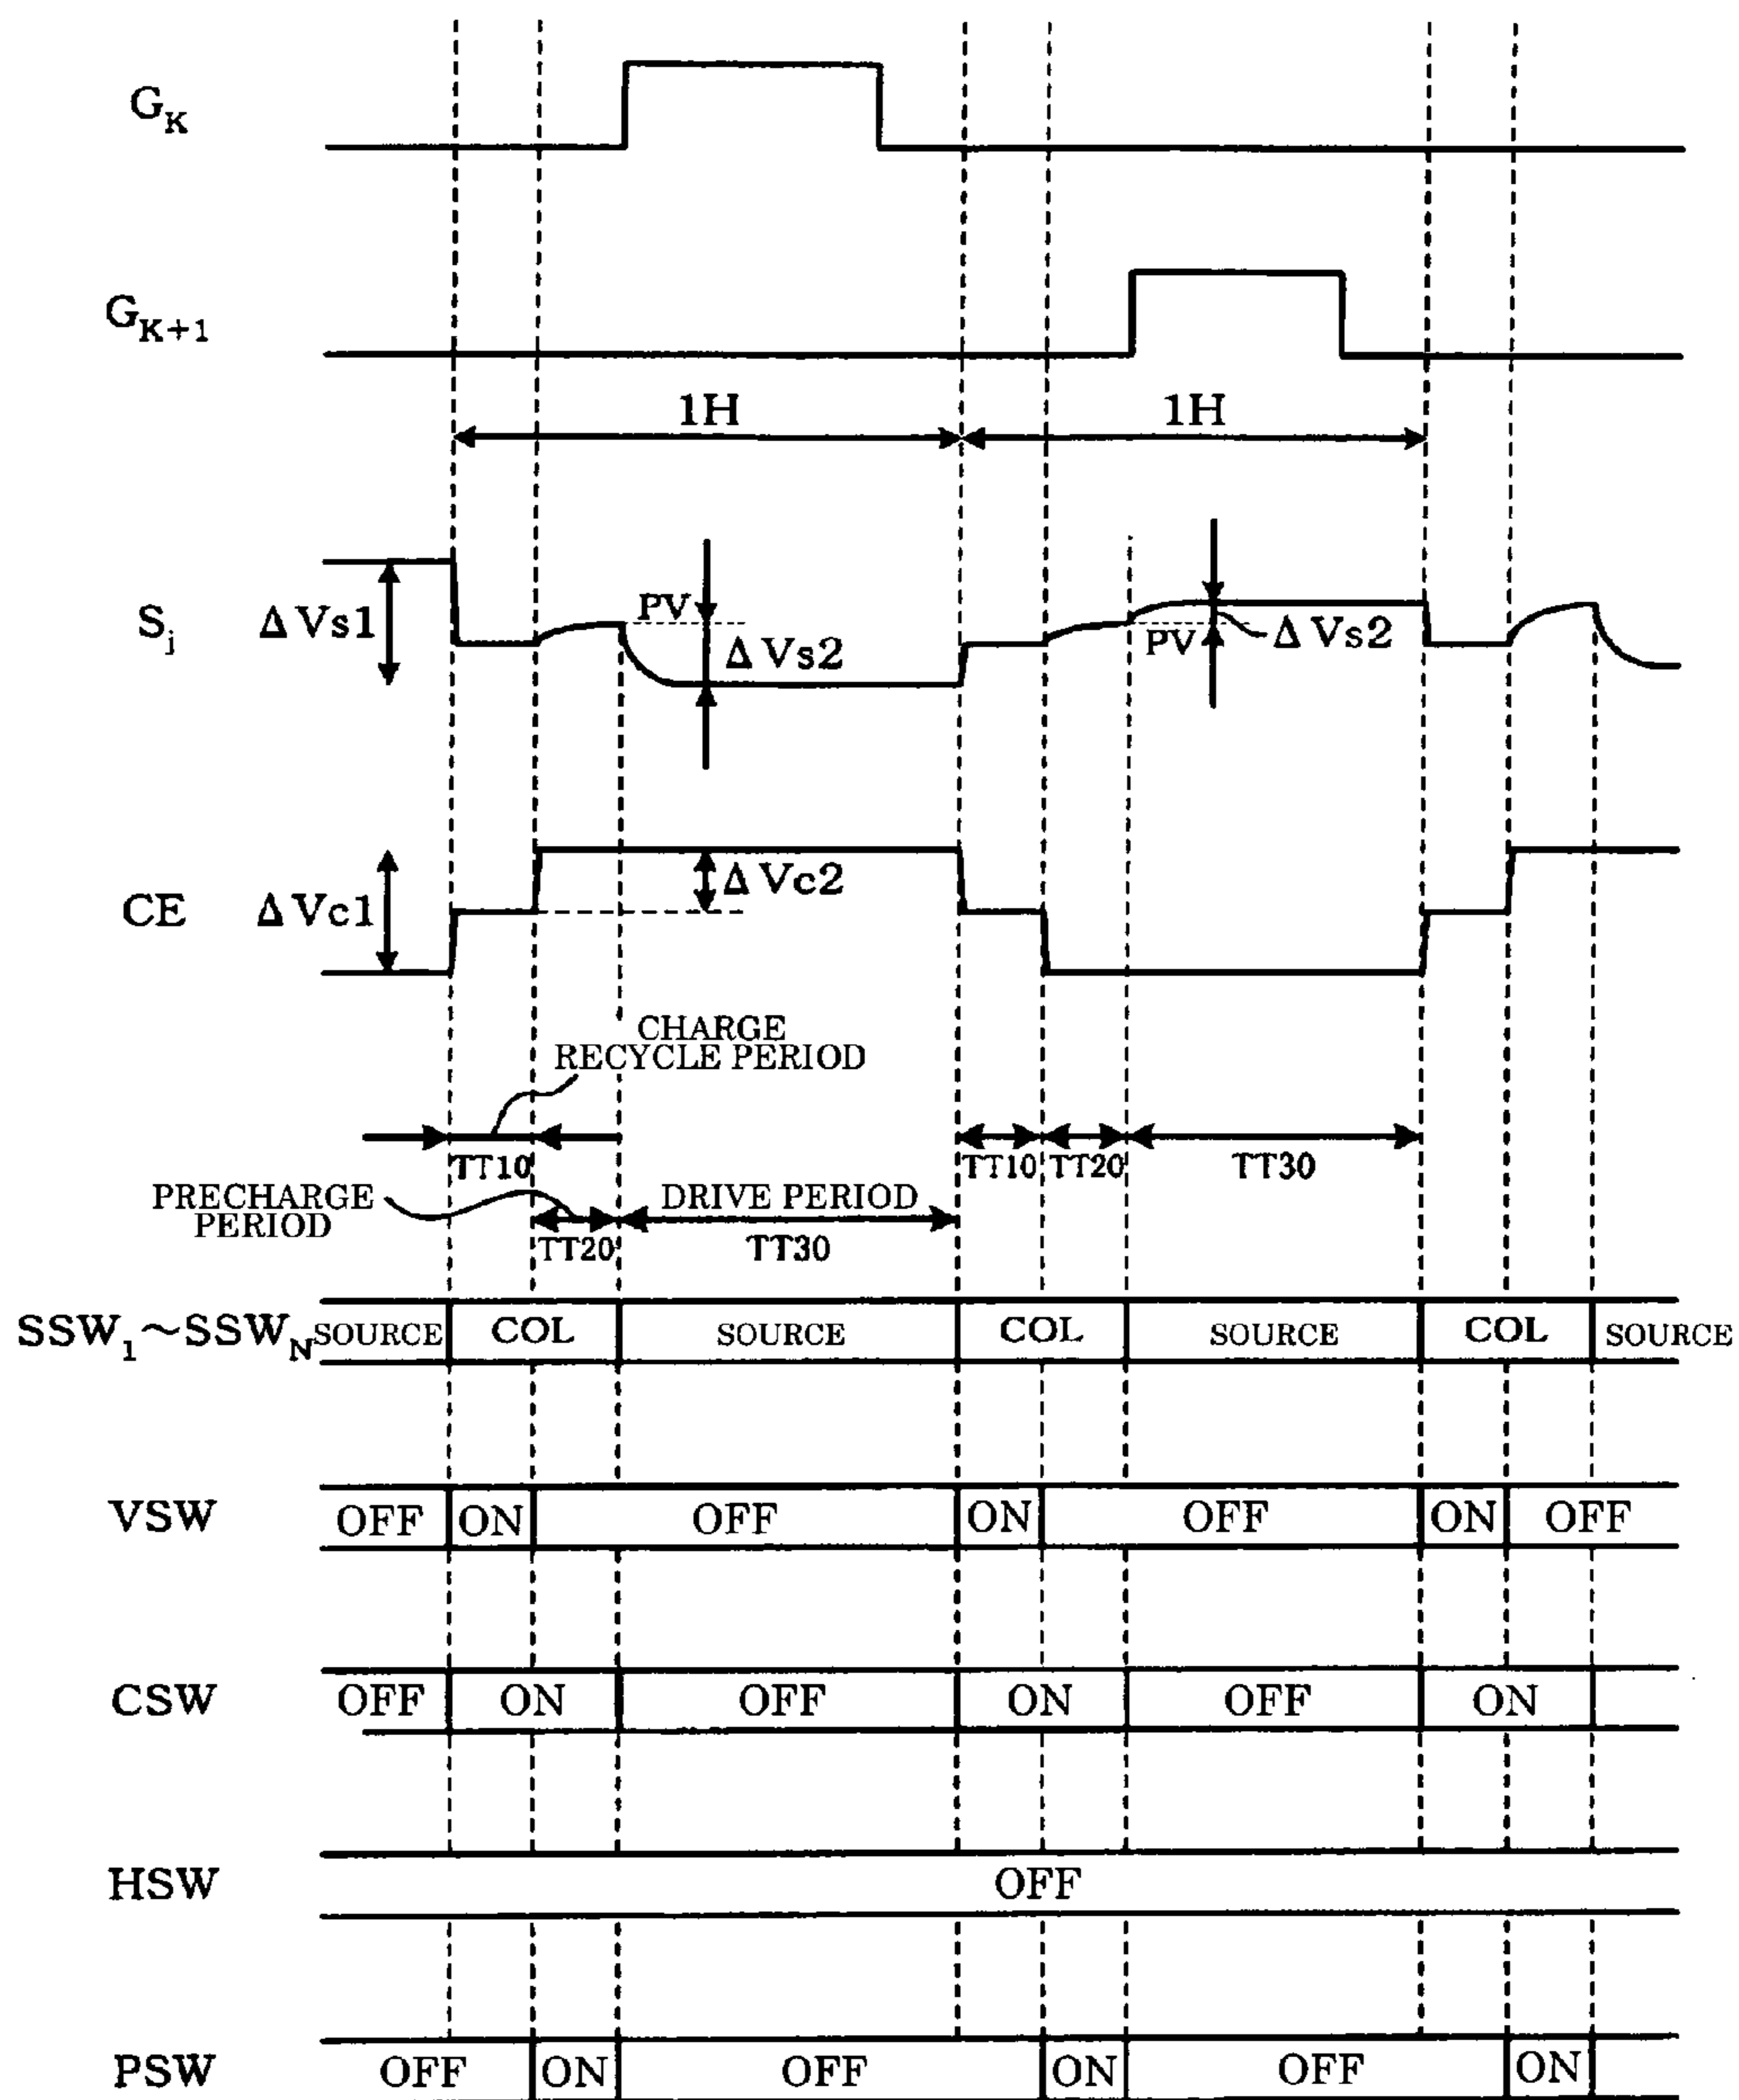 G_K
G_K+1
1H 1H
S_j ΔVs1 PV ΔVs2 PV ΔVs2
CE ΔVc1 ΔVc2
CHARGE
RECYCLE PERIOD
TT10 TT10 TT20 TT30
PRECHARGE
PERIOD
DRIVE PERIOD
TT20 TT30
SSW_1~SSW_N SOURCE COL SOURCE COL SOURCE COL SOURCE
VSW OFF ON OFF ON OFF ON OFF
CSW OFF ON OFF ON OFF ON
HSW OFF
PSW OFF ON OFF ON OFF ON